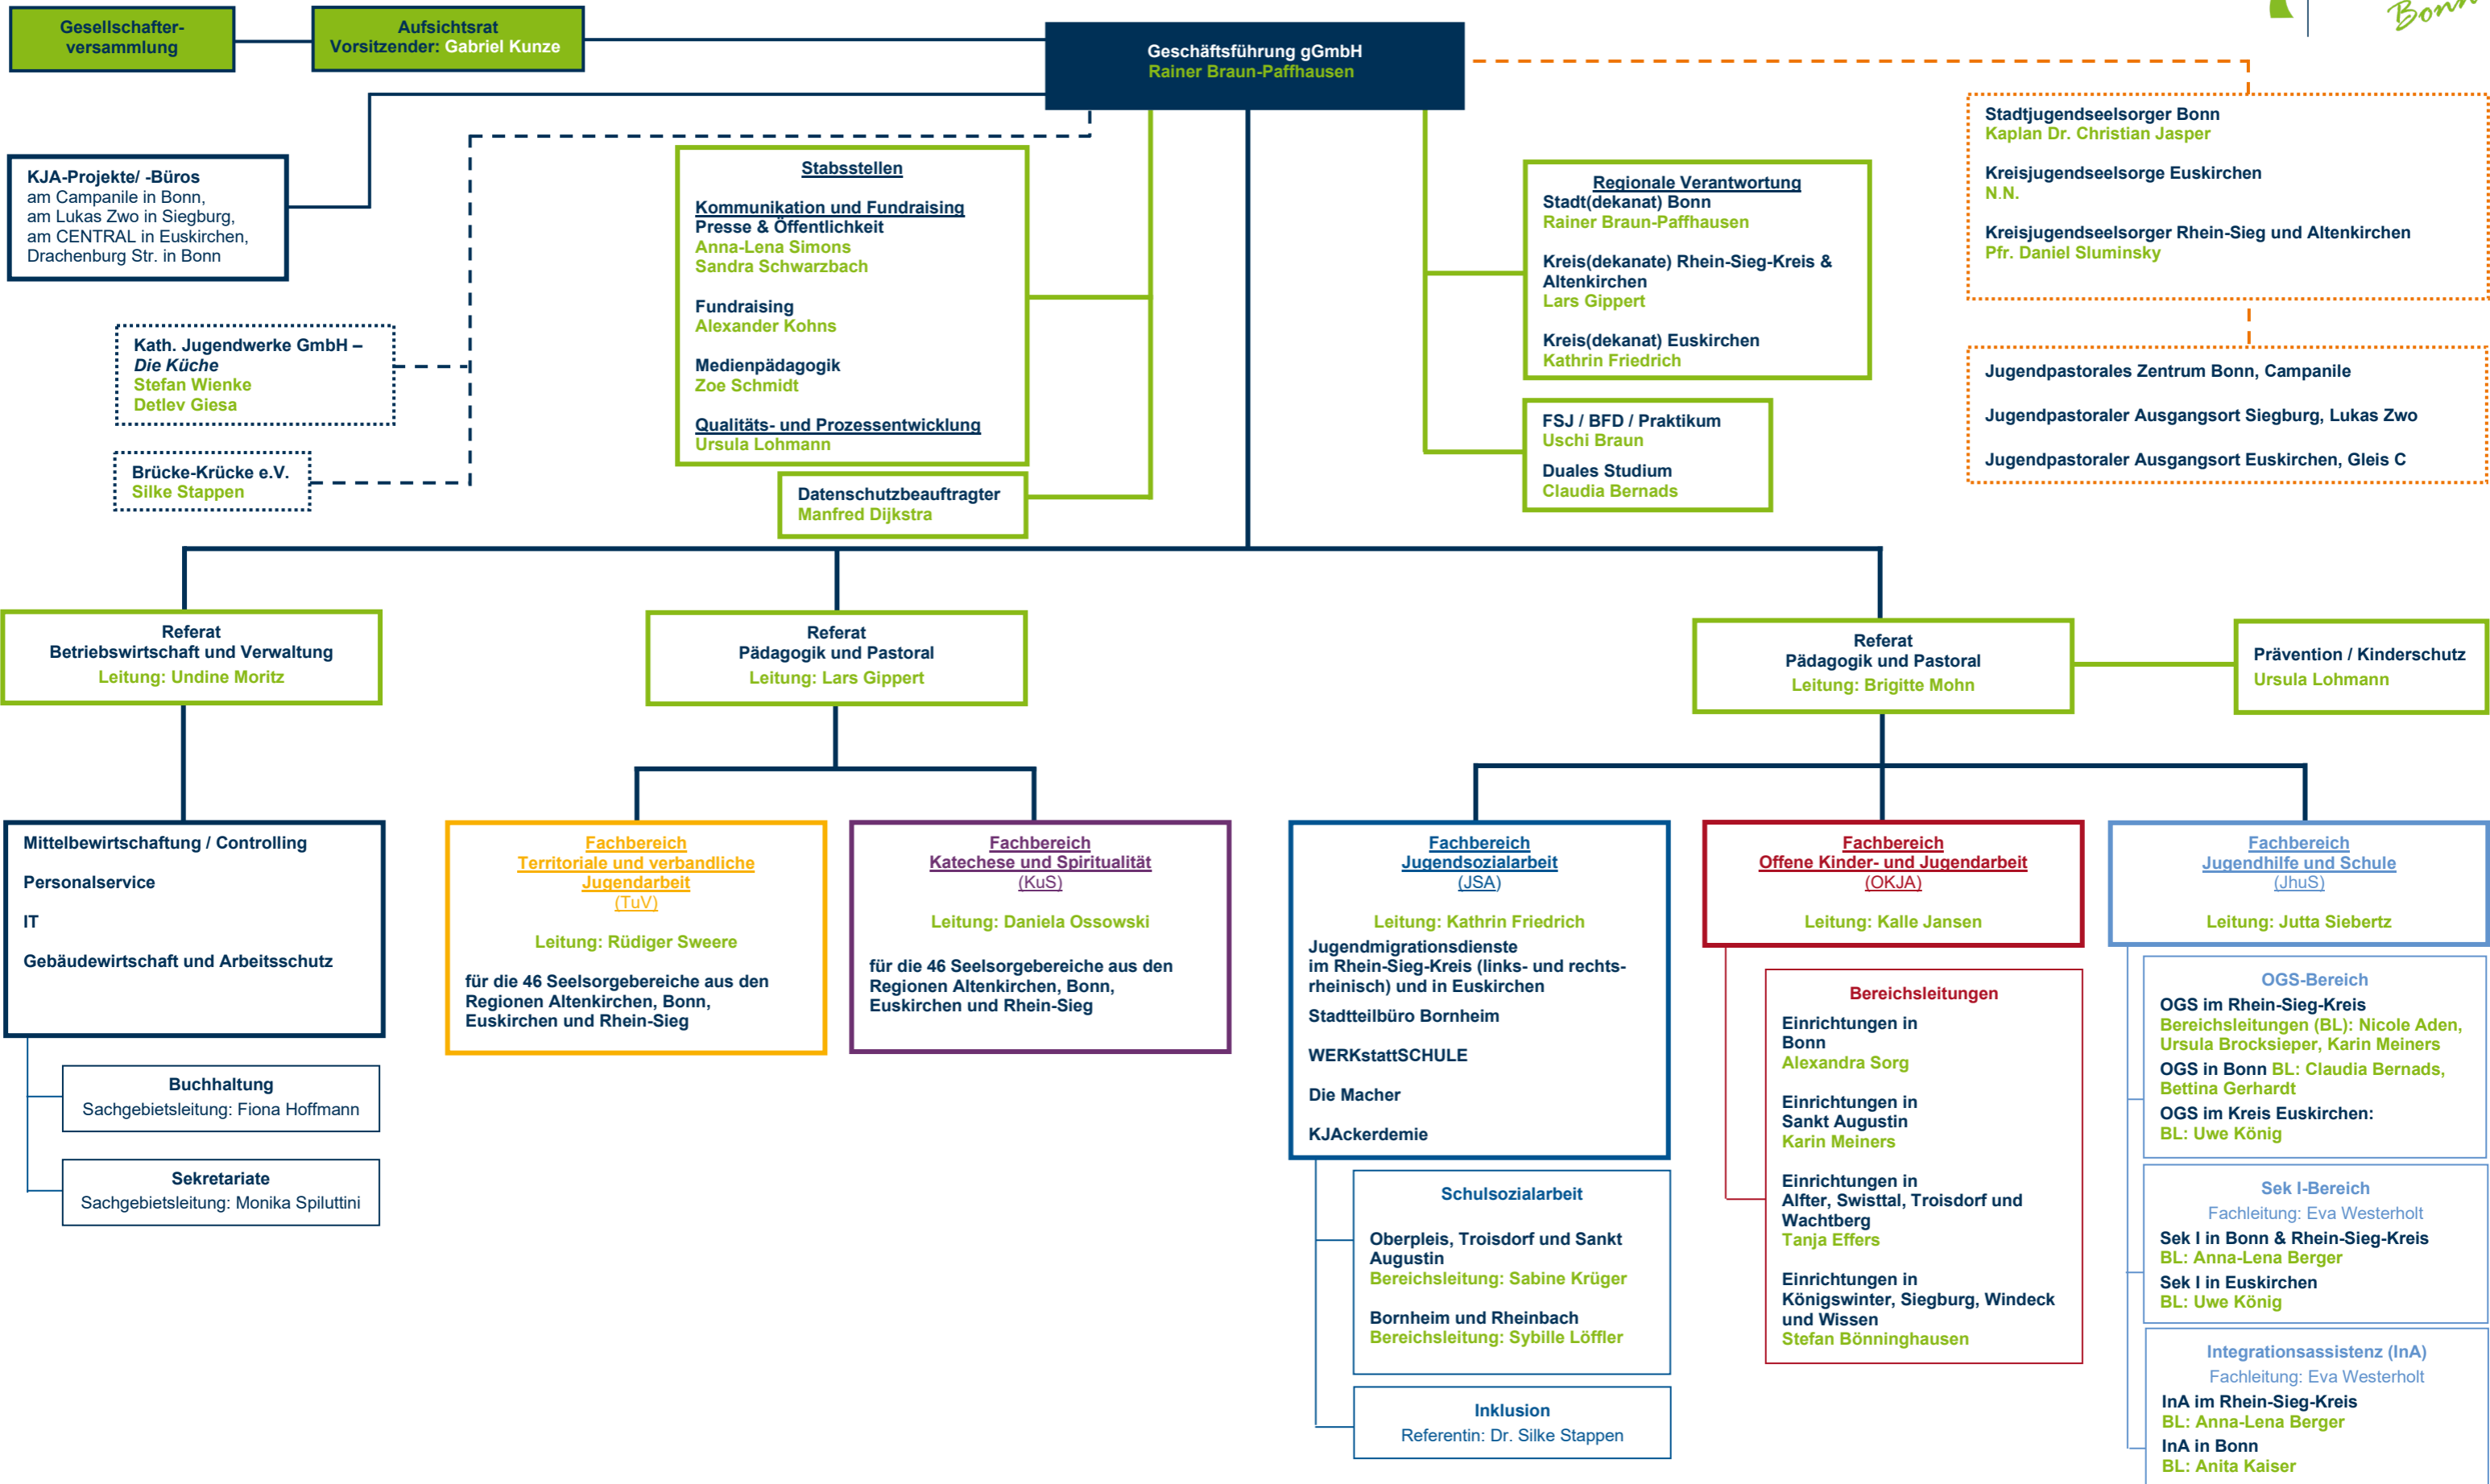 Gesellschafter-
versammlung
Aufsichtsrat
Vorsitzender: Gabriel Kunze
Geschäftsführung gGmbH
Rainer Braun-Paffhausen
Bonn
KJA-Projekte/ -Büros
am Campanile in Bonn,
am Lukas Zwo in Siegburg,
am CENTRAL in Euskirchen,
Drachenburg Str. in Bonn
Kath. Jugendwerke GmbH –
Die Küche
Stefan Wienke
Detlev Giesa
Brücke-Krücke e.V.
Silke Stappen
Stabsstellen
Kommunikation und Fundraising
Presse & Öffentlichkeit
Anna-Lena Simons
Sandra Schwarzbach
Fundraising
Alexander Kohns
Medienpädagogik
Zoe Schmidt
Qualitäts- und Prozessentwicklung
Ursula Lohmann
Datenschutzbeauftragter
Manfred Dijkstra
Regionale Verantwortung
Stadt(dekanat) Bonn
Rainer Braun-Paffhausen
Kreis(dekanate) Rhein-Sieg-Kreis &
Altenkirchen
Lars Gippert
Kreis(dekanat) Euskirchen
Kathrin Friedrich
FSJ / BFD / Praktikum
Uschi Braun
Duales Studium
Claudia Bernads
Stadtjugendseelsorger Bonn
Kaplan Dr. Christian Jasper
Kreisjugendseelsorge Euskirchen
N.N.
Kreisjugendseelsorger Rhein-Sieg und Altenkirchen
Pfr. Daniel Sluminsky
Jugendpastorales Zentrum Bonn, Campanile
Jugendpastoraler Ausgangsort Siegburg, Lukas Zwo
Jugendpastoraler Ausgangsort Euskirchen, Gleis C
Referat
Betriebswirtschaft und Verwaltung
Leitung: Undine Moritz
Referat
Pädagogik und Pastoral
Leitung: Lars Gippert
Referat
Pädagogik und Pastoral
Leitung: Brigitte Mohn
Prävention / Kinderschutz
Ursula Lohmann
Mittelbewirtschaftung / Controlling
Personalservice
IT
Gebäudewirtschaft und Arbeitsschutz
Buchhaltung
Sachgebietsleitung: Fiona Hoffmann
Sekretariate
Sachgebietsleitung: Monika Spiluttini
Fachbereich
Territoriale und verbandliche
Jugendarbeit
(TuV)
Leitung: Rüdiger Sweere
für die 46 Seelsorgebereiche aus den
Regionen Altenkirchen, Bonn,
Euskirchen und Rhein-Sieg
Fachbereich
Katechese und Spiritualität
(KuS)
Leitung: Daniela Ossowski
für die 46 Seelsorgebereiche aus den
Regionen Altenkirchen, Bonn,
Euskirchen und Rhein-Sieg
Fachbereich
Jugendsozialarbeit
(JSA)
Leitung: Kathrin Friedrich
Jugendmigrationsdienste
im Rhein-Sieg-Kreis (links- und rechts-
rheinisch) und in Euskirchen
Stadtteilbüro Bornheim
WERKstattSCHULE
Die Macher
KJAckerdemie
Schulsozialarbeit
Oberpleis, Troisdorf und Sankt
Augustin
Bereichsleitung: Sabine Krüger
Bornheim und Rheinbach
Bereichsleitung: Sybille Löffler
Inklusion
Referentin: Dr. Silke Stappen
Fachbereich
Offene Kinder- und Jugendarbeit
(OKJA)
Leitung: Kalle Jansen
Bereichsleitungen
Einrichtungen in
Bonn
Alexandra Sorg
Einrichtungen in
Sankt Augustin
Karin Meiners
Einrichtungen in
Alfter, Swisttal, Troisdorf und
Wachtberg
Tanja Effers
Einrichtungen in
Königswinter, Siegburg, Windeck
und Wissen
Stefan Bönninghausen
Fachbereich
Jugendhilfe und Schule
(JhuS)
Leitung: Jutta Siebertz
OGS-Bereich
OGS im Rhein-Sieg-Kreis
Bereichsleitungen (BL): Nicole Aden,
Ursula Brocksieper, Karin Meiners
OGS in Bonn BL: Claudia Bernads,
Bettina Gerhardt
OGS im Kreis Euskirchen:
BL: Uwe König
Sek I-Bereich
Fachleitung: Eva Westerholt
Sek I in Bonn & Rhein-Sieg-Kreis
BL: Anna-Lena Berger
Sek I in Euskirchen
BL: Uwe König
Integrationsassistenz (InA)
Fachleitung: Eva Westerholt
InA im Rhein-Sieg-Kreis
BL: Anna-Lena Berger
InA in Bonn
BL: Anita Kaiser